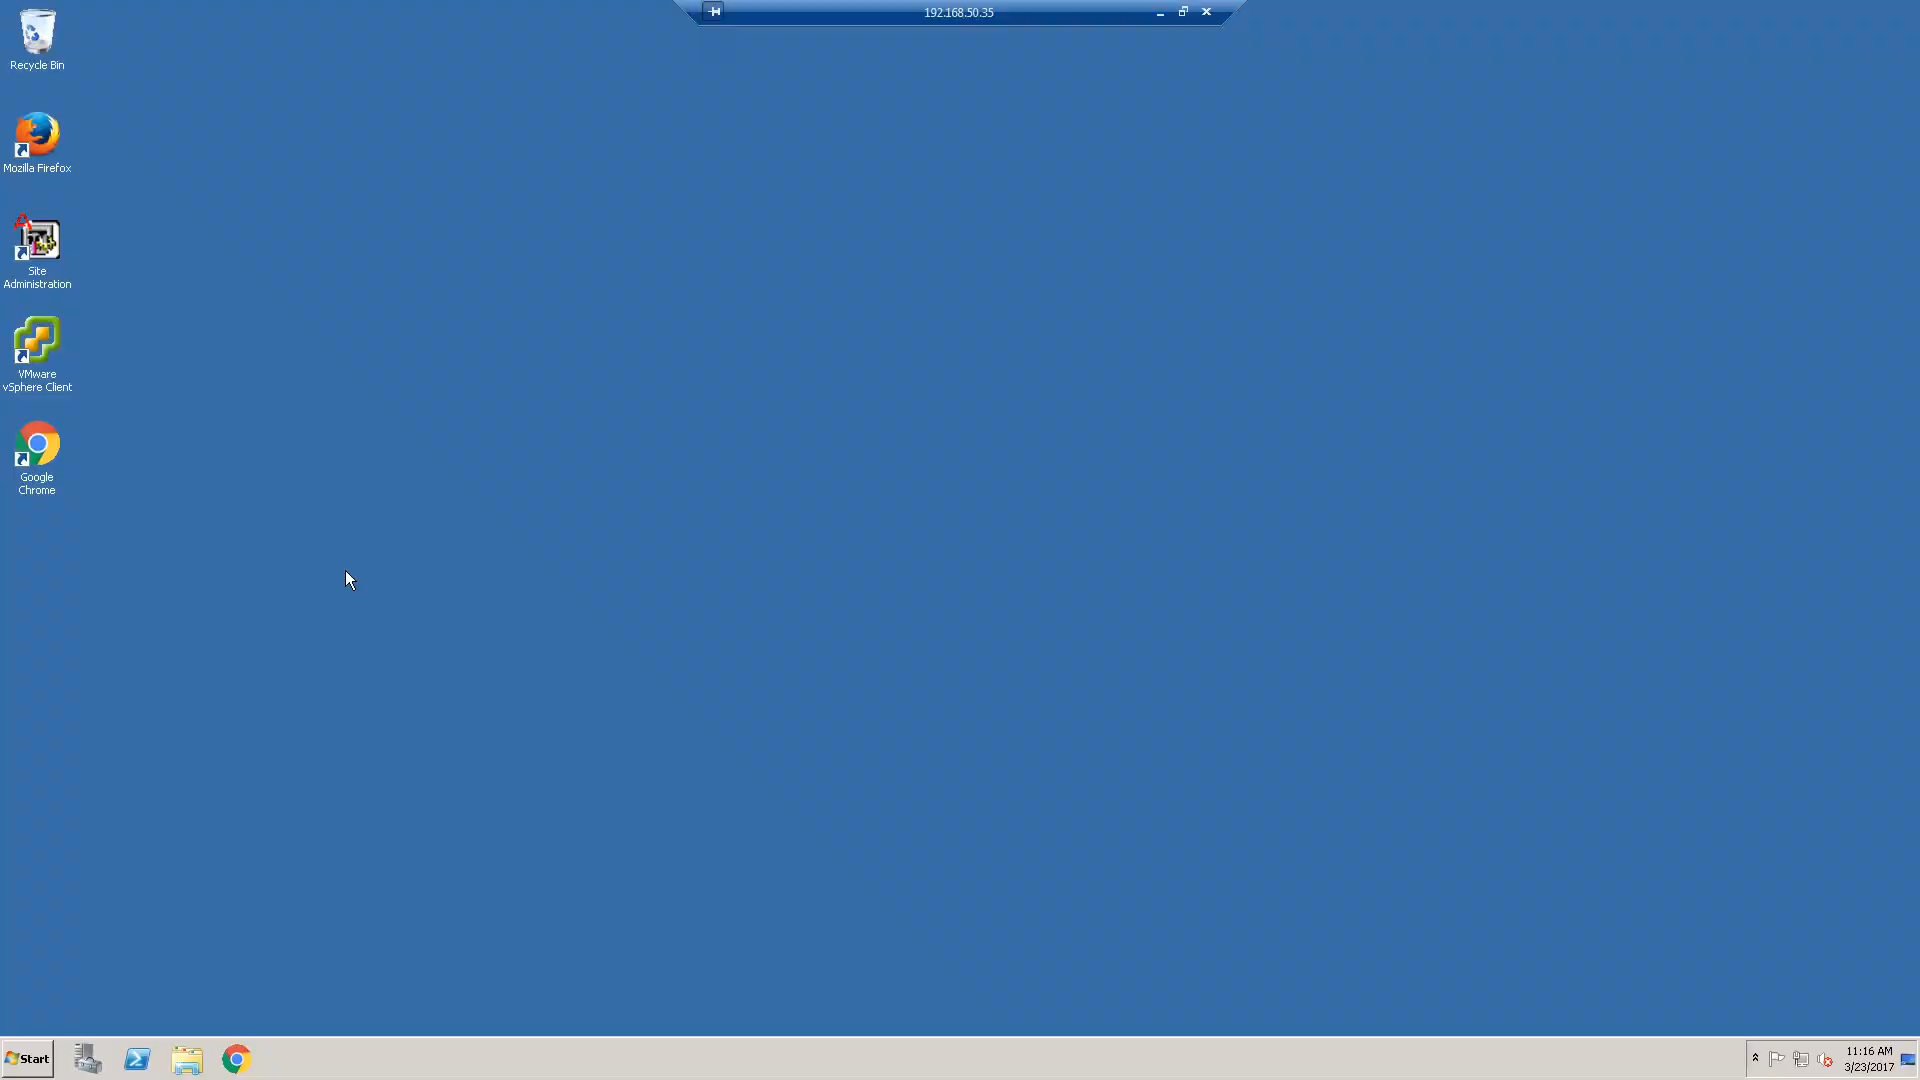 192.168.50.35
Recycle Bin
Mozilla Firefox
Site
Administration
VMware
vSphere Client
Google
Chrome
Start
11:16 AM
3/23/2017